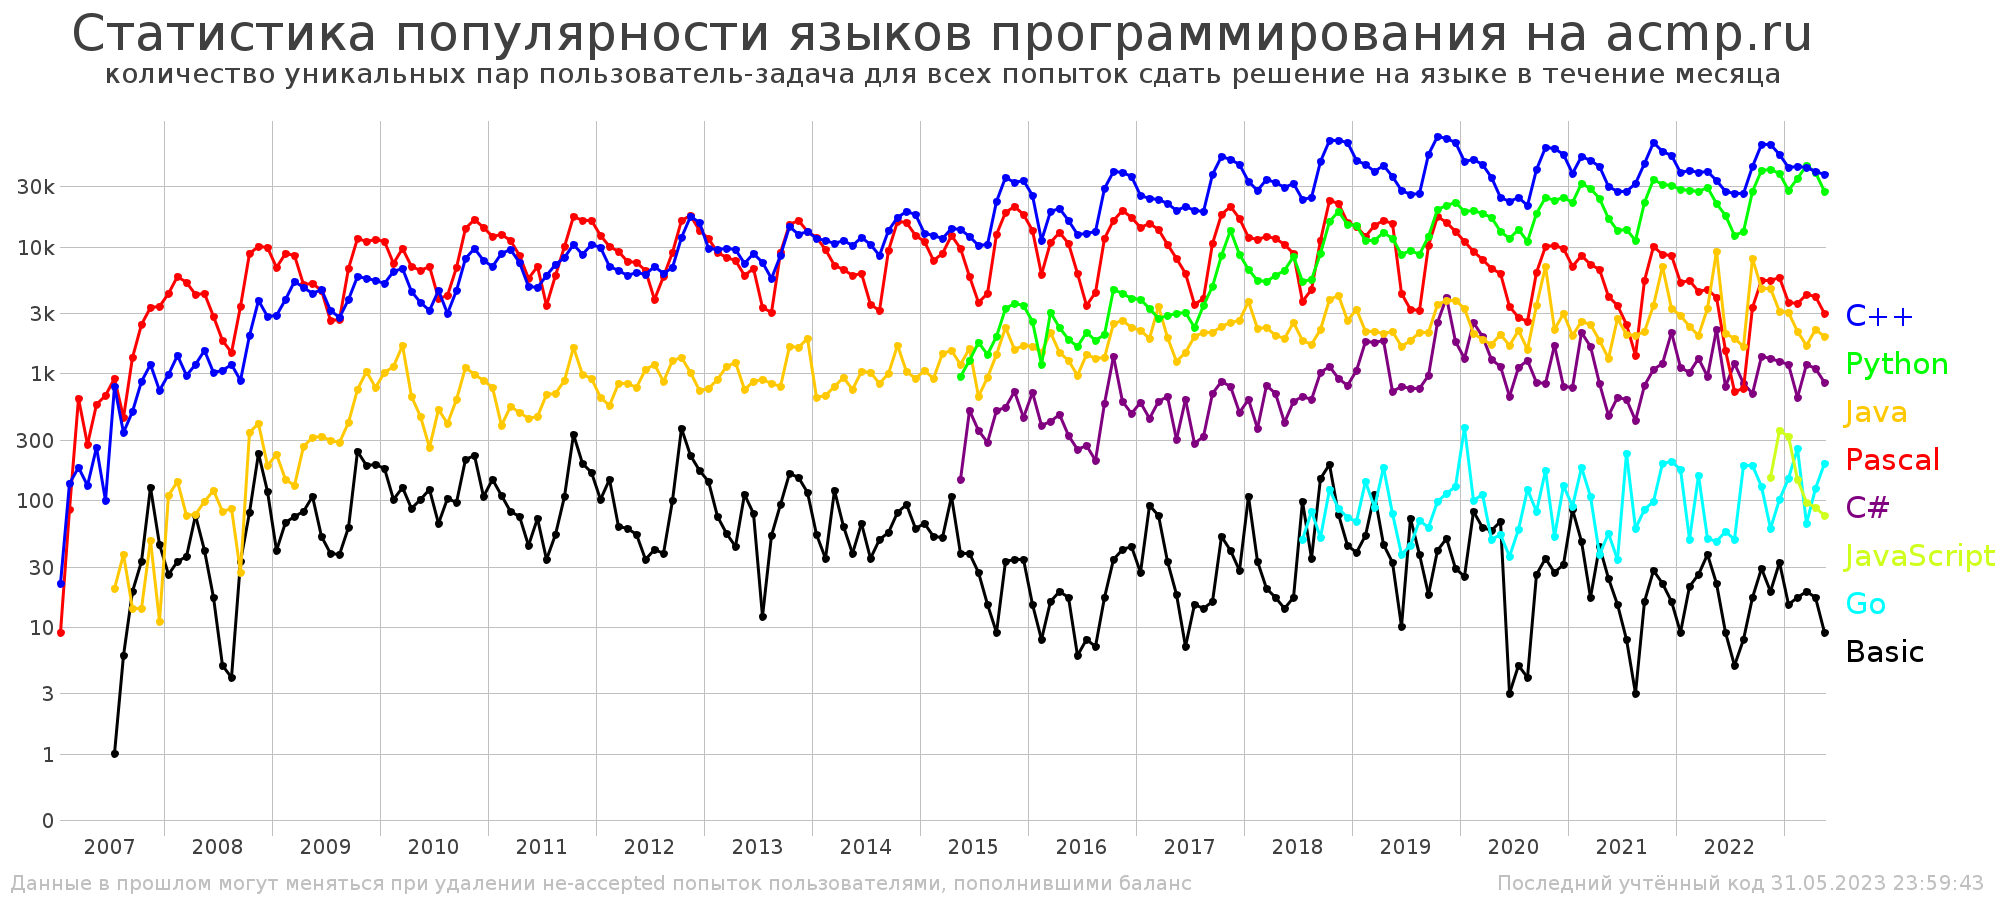 Статистика популярности языков программирования на acmp.ru
количество уникальных пар пользователь-задача для всех попыток сдать решение на языке в течение месяца
30k
10k
3k
1k
300
100
30
10
3
1
0
C++
Python
Java
Pascal
C#
JavaScript
Go
Basic
2007 2008 2009 2010 2011 2012 2013 2014 2015 2016 2017 2018 2019 2020 2021 2022
Данные в прошлом могут меняться при удалении не-accepted попыток пользователями, пополнившими баланс
Последний учтённый код 31.05.2023 23:59:43